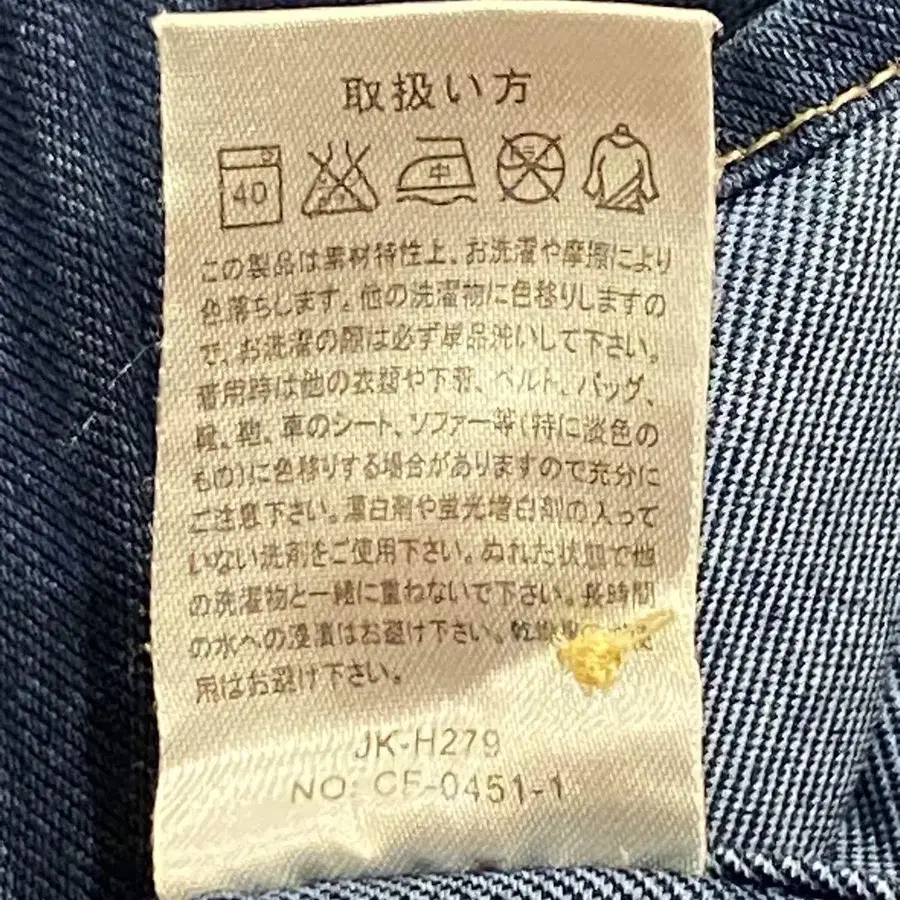 取扱い方
40 中
この製品は素材特性上、お洗濯や摩擦により
色落ちします。他の洗濯物に色移りしますの
で、お洗濯の際は必ず単品洗いして下さい。
着用時は他の衣類や下着、ベルト、バッグ、
靴、鞄、車のシート、ソファー等(特に淡色の
もの)に色移りする場合がありますので充分に
ご注意下さい。漂白剤や蛍光増白剤の入って
いない洗剤をご使用下さい。ぬれた状態で他
の洗濯物と一緒に重ねないで下さい。長時間
の水への浸漬はお避け下さい。乾燥
用はお避け下さい。
JK-H279
NO: CF-0451-1